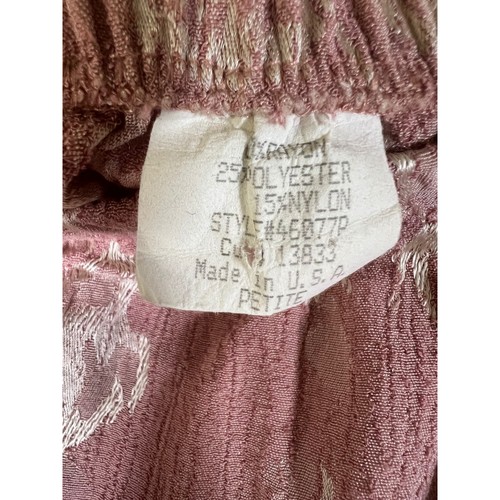 %RAYON
25%POLYESTER
15%NYLON
STYLE#46077P
13833
Made in U.S.A
PETITE